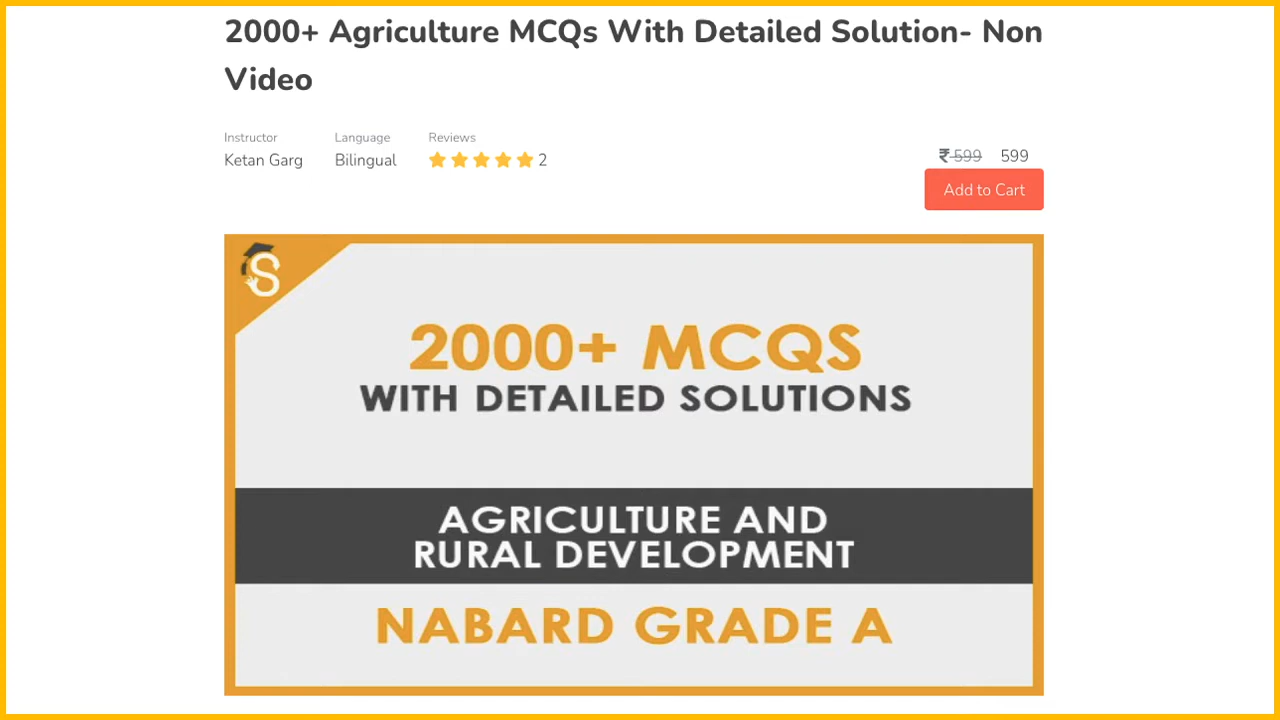 2000+ Agriculture MCQs With Detailed Solution- Non
Video
Instructor
Language
Reviews
Ketan Garg
Bilingual
2
₹ 599
599
Add to Cart
S
2000+ MCQS
WITH DETAILED SOLUTIONS
AGRICULTURE AND
RURAL DEVELOPMENT
NABARD GRADE A